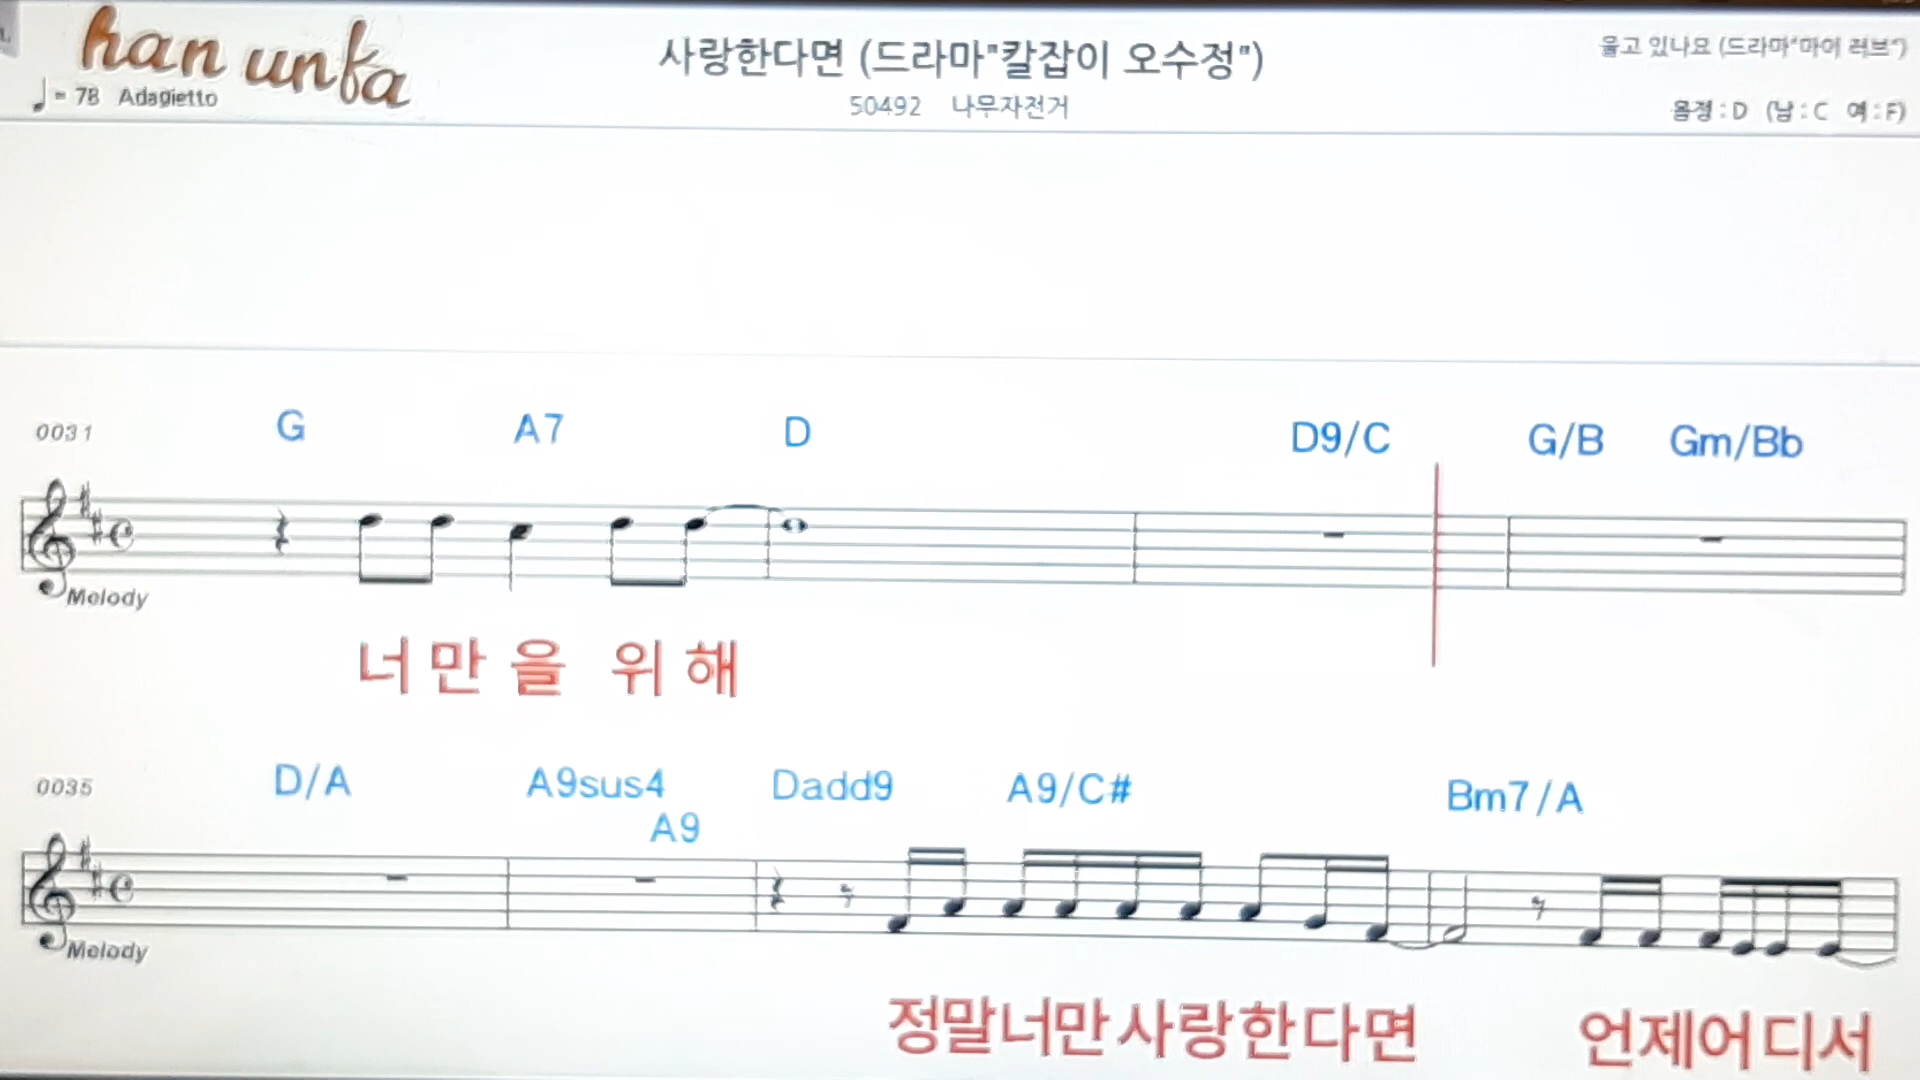 han unfa
사랑한다면 (드라마"칼잡이 오수정")
울고 있나요 (드라마"마이 러브")
♩= 78 Adagietto
50492 나무자전거
음정 : D (남 : C 여 : F)
0031 G A7 D D9/C G/B Gm/Bb
Melody
너 만 을 위 해
0035 D/A A9sus4 Dadd9 A9/C# Bm7/A
A9
Melody
정말너만사랑한다면 언제어디서